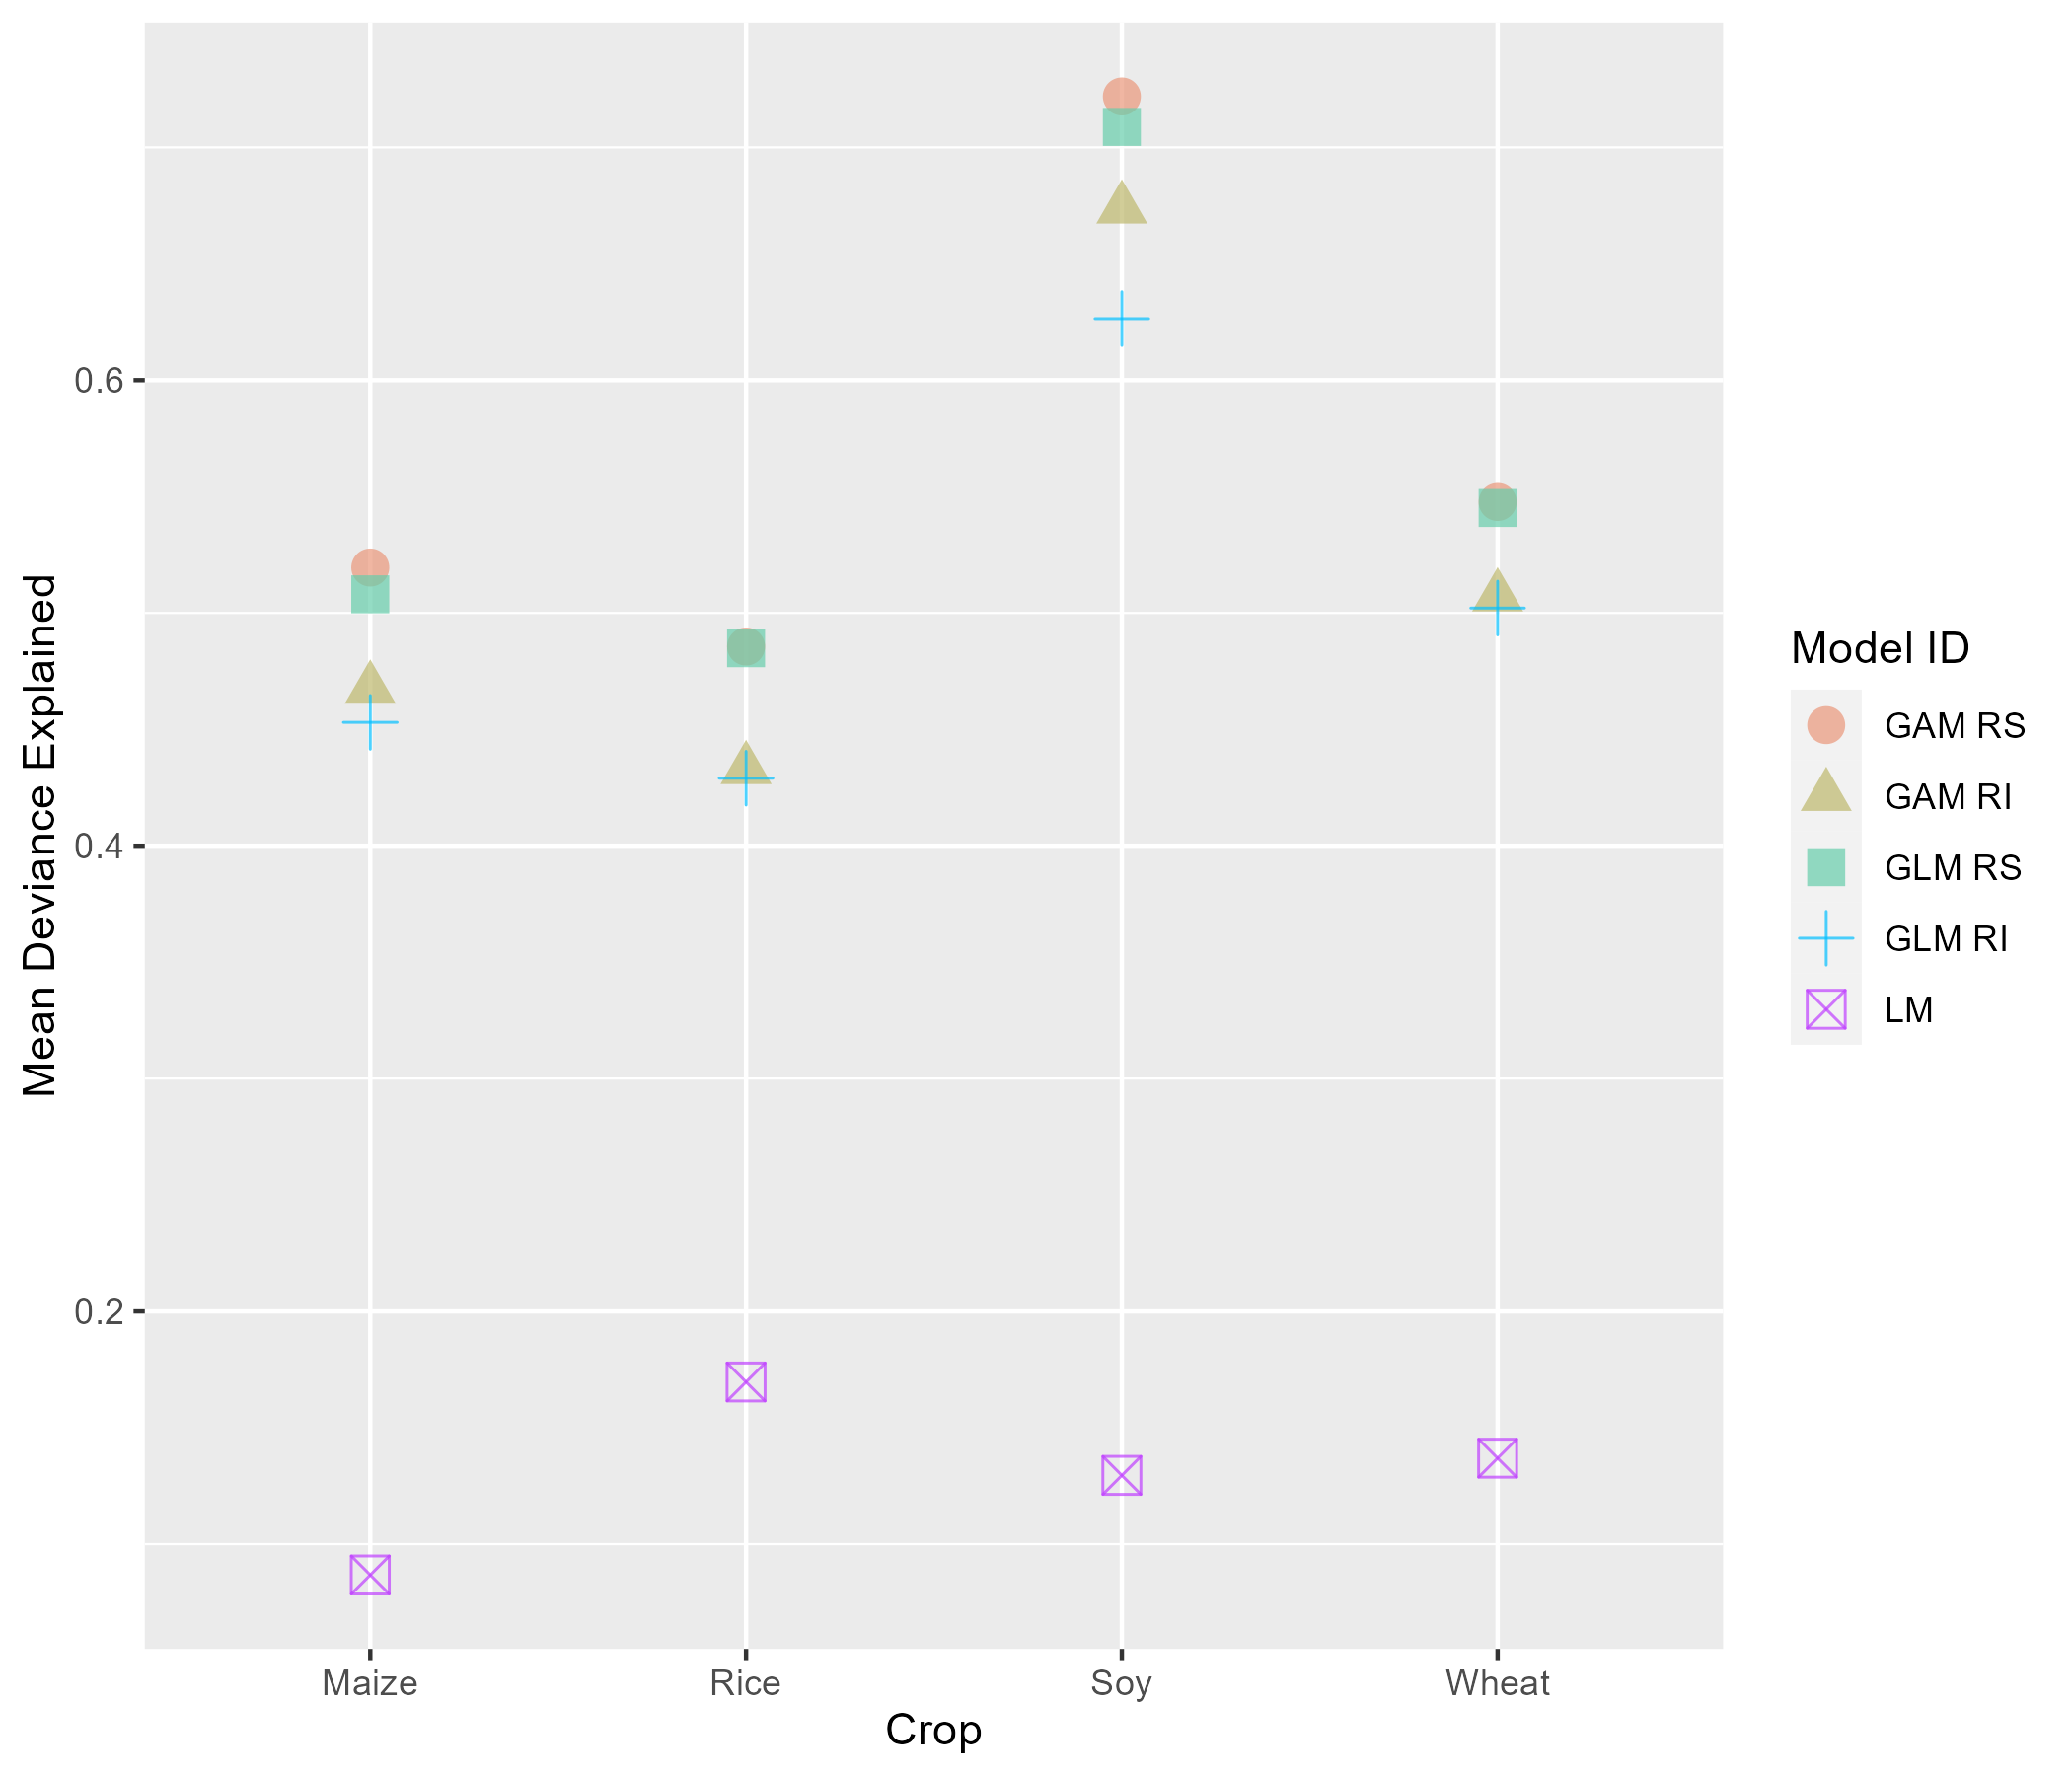 Mean Deviance Explained
0.6
0.4
0.2
Maize Rice Soy Wheat
Crop
Model ID
GAM RS
GAM RI
GLM RS
GLM RI
LM